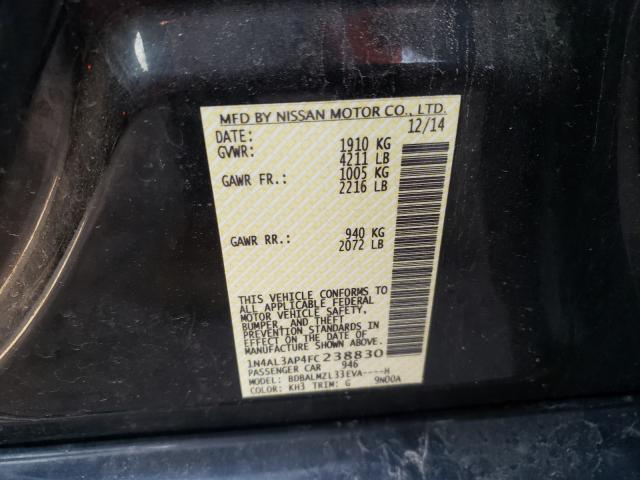 MFD BY NISSAN MOTOR CO., LTD.
DATE: 12/14
GVWR: 1910 KG
4211 LB
GAWR FR.: 1005 KG
2216 LB
GAWR RR.: 940 KG
2072 LB
THIS VEHICLE CONFORMS TO
ALL APPLICABLE FEDERAL
MOTOR VEHICLE SAFETY,
BUMPER, AND THEFT
PREVENTION STANDARDS IN
EFFECT ON THE DATE OF
MANUFACTURE SHOWN ABOVE.
1N4AL3AP4FC238830
PASSENGER CAR 946
MODEL: BDBALMZL33EVA----H
COLOR: KH3 TRIM: G 9N00A